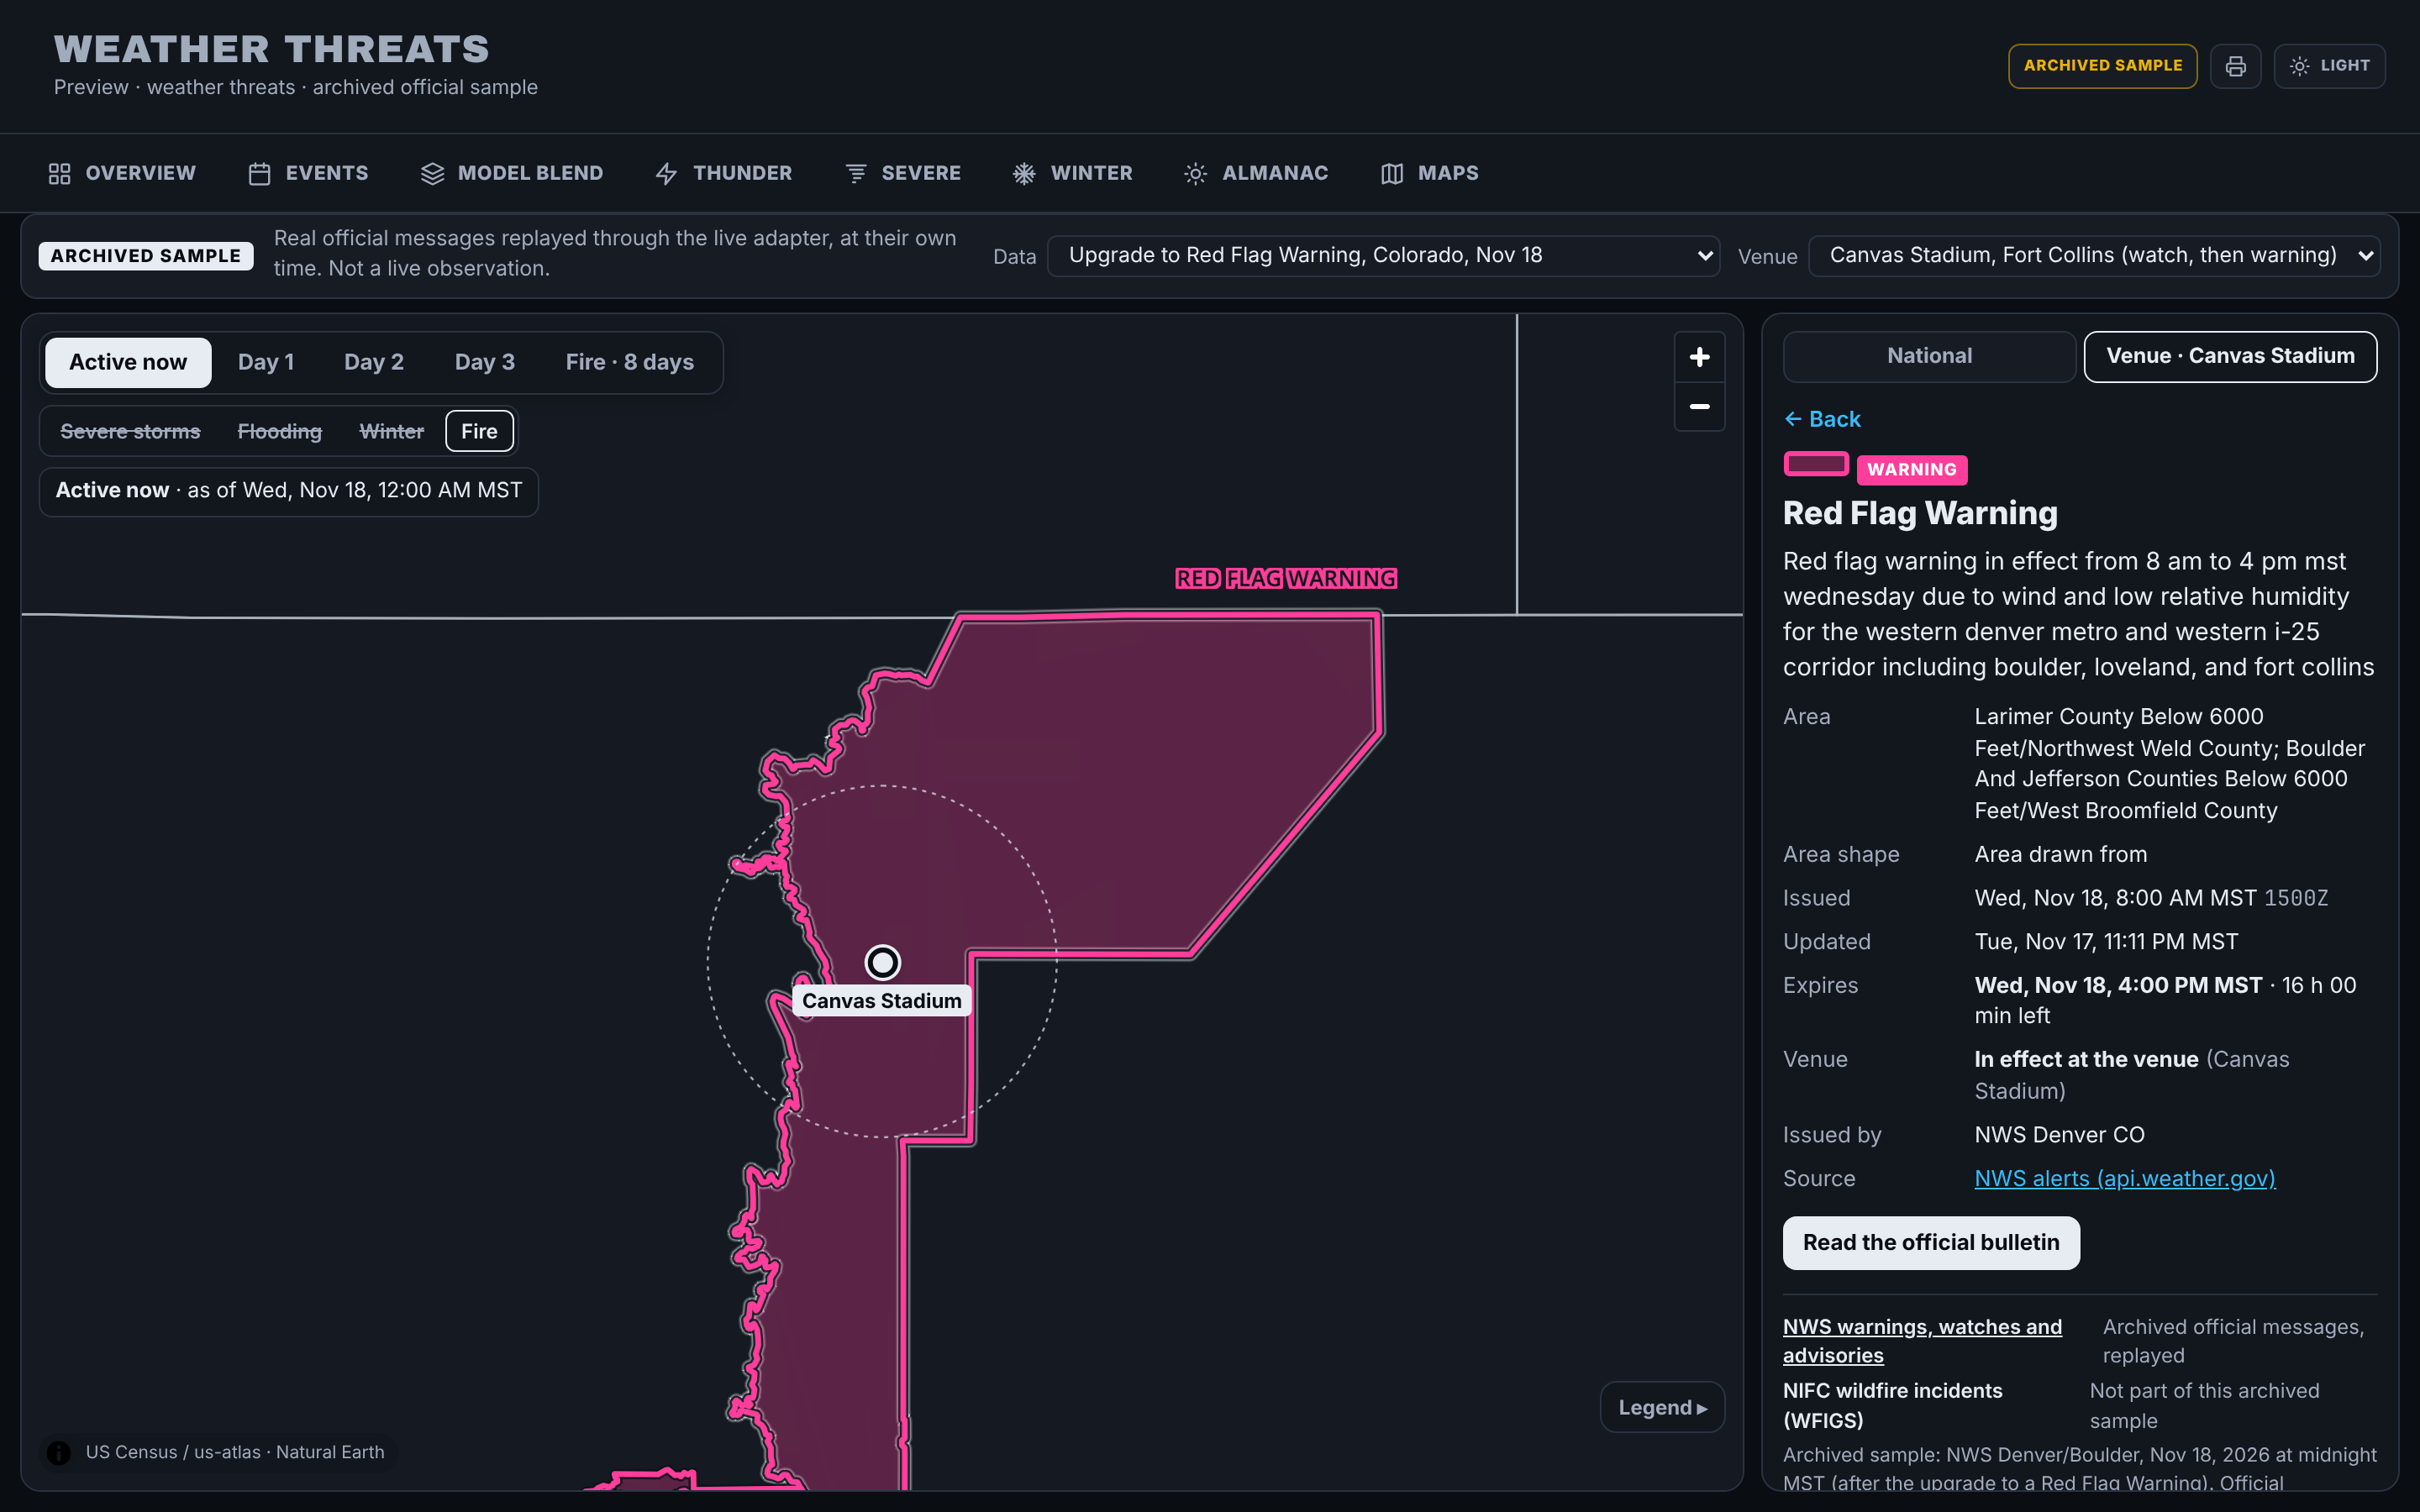 WEATHER THREATS
Preview · weather threats · archived official sample
ARCHIVED SAMPLE
LIGHT
OVERVIEW
EVENTS
MODEL BLEND
THUNDER
SEVERE
WINTER
ALMANAC
MAPS
ARCHIVED SAMPLE
Real official messages replayed through the live adapter, at their own
time. Not a live observation.
Data
Upgrade to Red Flag Warning, Colorado, Nov 18
Venue
Canvas Stadium, Fort Collins (watch, then warning)
Active now
Day 1
Day 2
Day 3
Fire · 8 days
Severe storms
Flooding
Winter
Fire
Active now · as of Wed, Nov 18, 12:00 AM MST
+
−
RED FLAG WARNING
Canvas Stadium
Legend ▸
US Census / us-atlas · Natural Earth
National
Venue · Canvas Stadium
← Back
WARNING
Red Flag Warning
Red flag warning in effect from 8 am to 4 pm mst
wednesday due to wind and low relative humidity
for the western denver metro and western i-25
corridor including boulder, loveland, and fort collins
Area
Larimer County Below 6000
Feet/Northwest Weld County; Boulder
And Jefferson Counties Below 6000
Feet/West Broomfield County
Area shape
Area drawn from
Issued
Wed, Nov 18, 8:00 AM MST 1500Z
Updated
Tue, Nov 17, 11:11 PM MST
Expires
Wed, Nov 18, 4:00 PM MST · 16 h 00
min left
Venue
In effect at the venue (Canvas
Stadium)
Issued by
NWS Denver CO
Source
NWS alerts (api.weather.gov)
Read the official bulletin
NWS warnings, watches and
advisories
Archived official messages,
replayed
NIFC wildfire incidents
(WFIGS)
Not part of this archived
sample
Archived sample: NWS Denver/Boulder, Nov 18, 2026 at midnight
MST (after the upgrade to a Red Flag Warning). Official